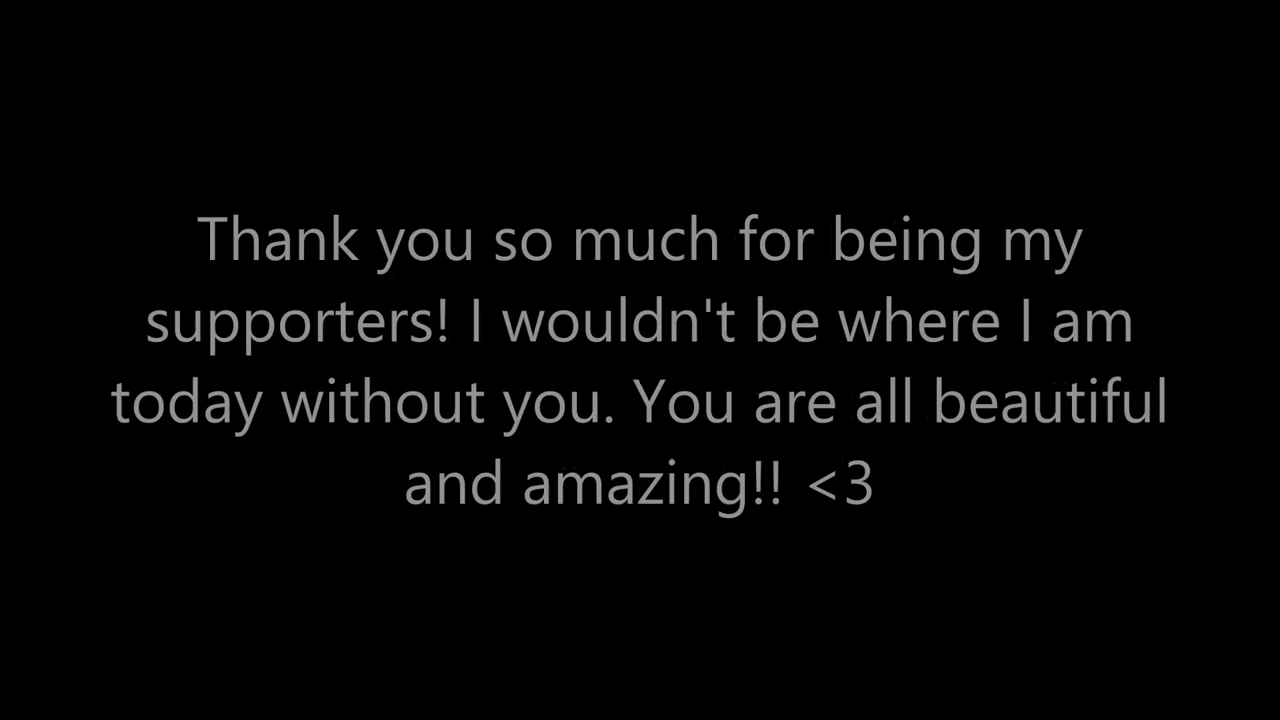 Thank you so much for being my
supporters! I wouldn't be where I am
today without you. You are all beautiful
and amazing!! <3